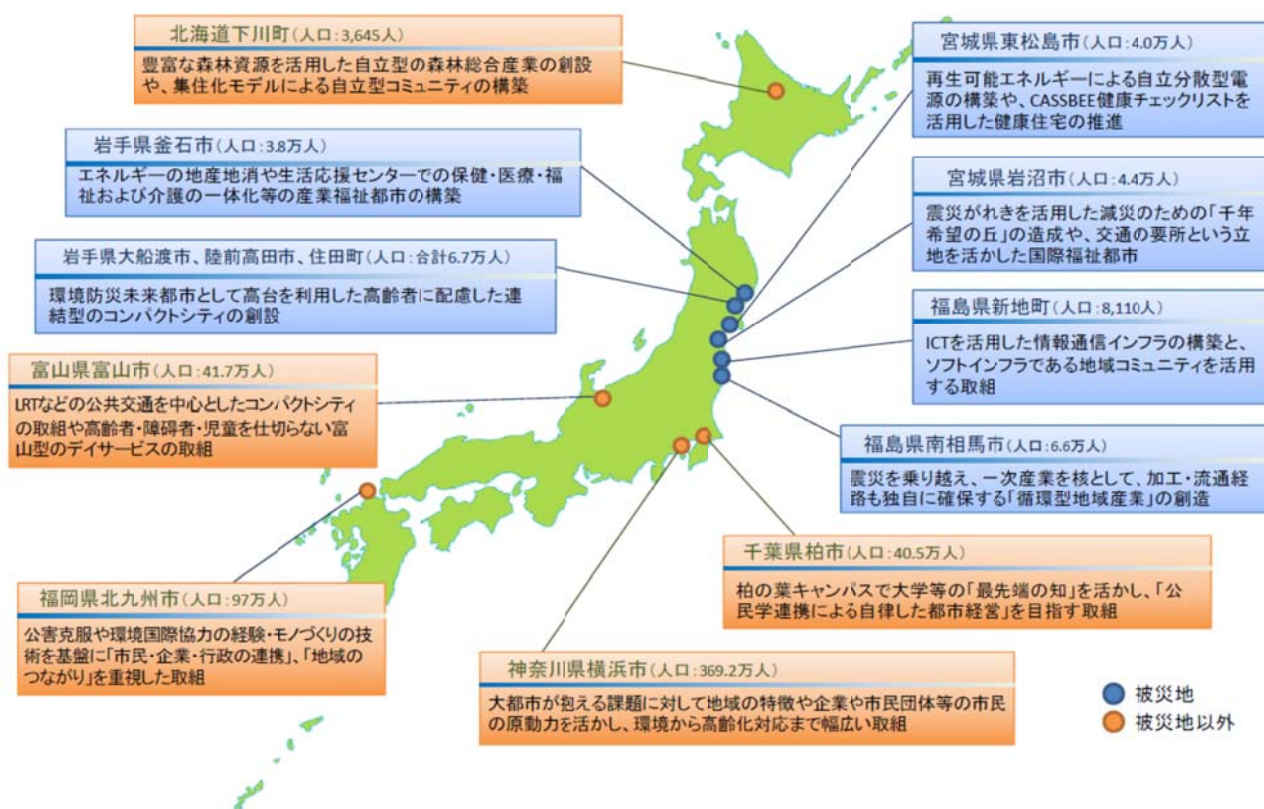 北海道下川町(人口:3,645人)
豊富な森林資源を活用した自立型の森林総合産業の創設
や、集住化モデルによる自立型コミュニティの構築
岩手県釜石市(人口:3.8万人)
エネルギーの地産地消や生活応援センターでの保健・医療・福
祉および介護の一体化等の産業福祉都市の構築
岩手県大船渡市、陸前高田市、住田町(人口:合計6.7万人)
環境防災未来都市として高台を利用した高齢者に配慮した連
結型のコンパクトシティの創設
富山県富山市(人口:41.7万人)
LRTなどの公共交通を中心としたコンパクトシティ
の取組や高齢者・障碍者・児童を仕切らない富
山型のデイサービスの取組
福岡県北九州市(人口:97万人)
公害克服や環境国際協力の経験・モノづくりの技
術を基盤に「市民・企業・行政の連携」、「地域の
つながり」を重視した取組
宮城県東松島市(人口:4.0万人)
再生可能エネルギーによる自立分散型電
源の構築や、CASSBEE健康チェックリストを
活用した健康住宅の推進
宮城県岩沼市(人口:4.4万人)
震災がれきを活用した減災のための「千年
希望の丘」の造成や、交通の要所という立
地を活かした国際福祉都市
福島県新地町(人口:8,110人)
ICTを活用した情報通信インフラの構築と、
ソフトインフラである地域コミュニティを活用
する取組
福島県南相馬市(人口:6.6万人)
震災を乗り越え、一次産業を核として、加工・流通経
路も独自に確保する「循環型地域産業」の創造
千葉県柏市(人口:40.5万人)
柏の葉キャンパスで大学等の「最先端の知」を活かし、「公
民学連携による自律した都市経営」を目指す取組
神奈川県横浜市(人口:369.2万人)
大都市が抱える課題に対して地域の特徴や企業や市民団体等の市民
の原動力を活かし、環境から高齢化対応まで幅広い取組
被災地
被災地以外